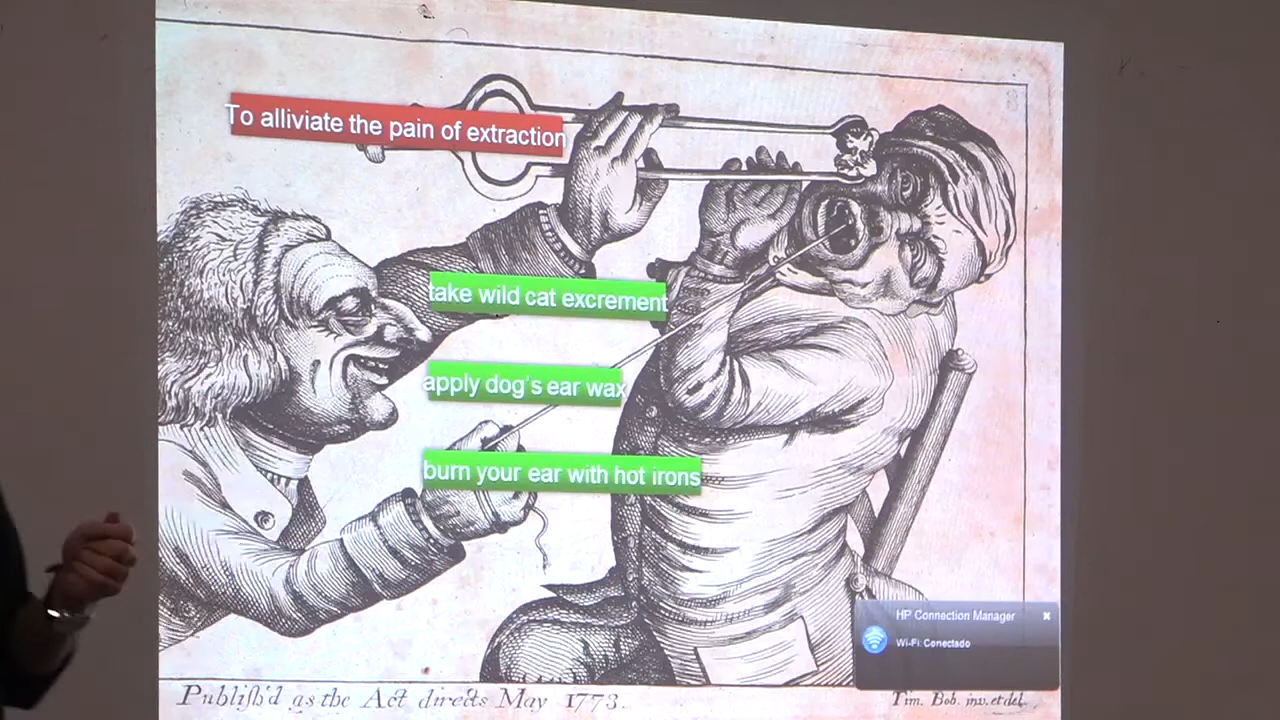 To alliviate the pain of extraction
take wild cat excrement
apply dog's ear wax
burn your ear with hot irons
HP Connection Manager
Wi-Fi: Conectado
Publish'd as the Act directs May 1773.
Tim. Bob. inv. et del.